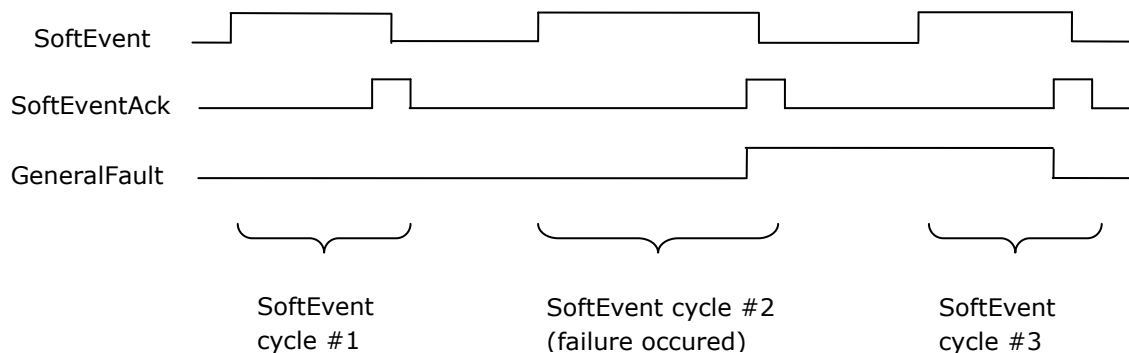 SoftEvent
SoftEventAck
GeneralFault
SoftEvent
cycle #1
SoftEvent cycle #2
(failure occured)
SoftEvent
cycle #3